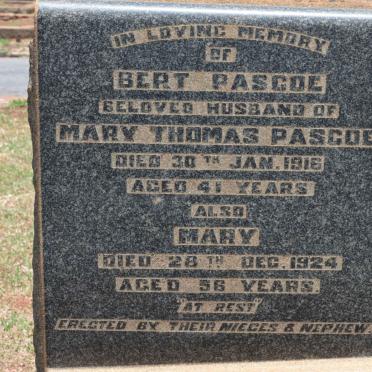 IN LOVING MEMORY
OF
BERT PASCOE
BELOVED HUSBAND OF
MARY THOMAS PASCOE
DIED 30TH JAN. 1916
AGED 41 YEARS
ALSO
MARY
DIED 28TH DEC. 1924
AGED 56 YEARS.
"AT REST"
ERECTED BY THEIR NIECES & NEPHEW